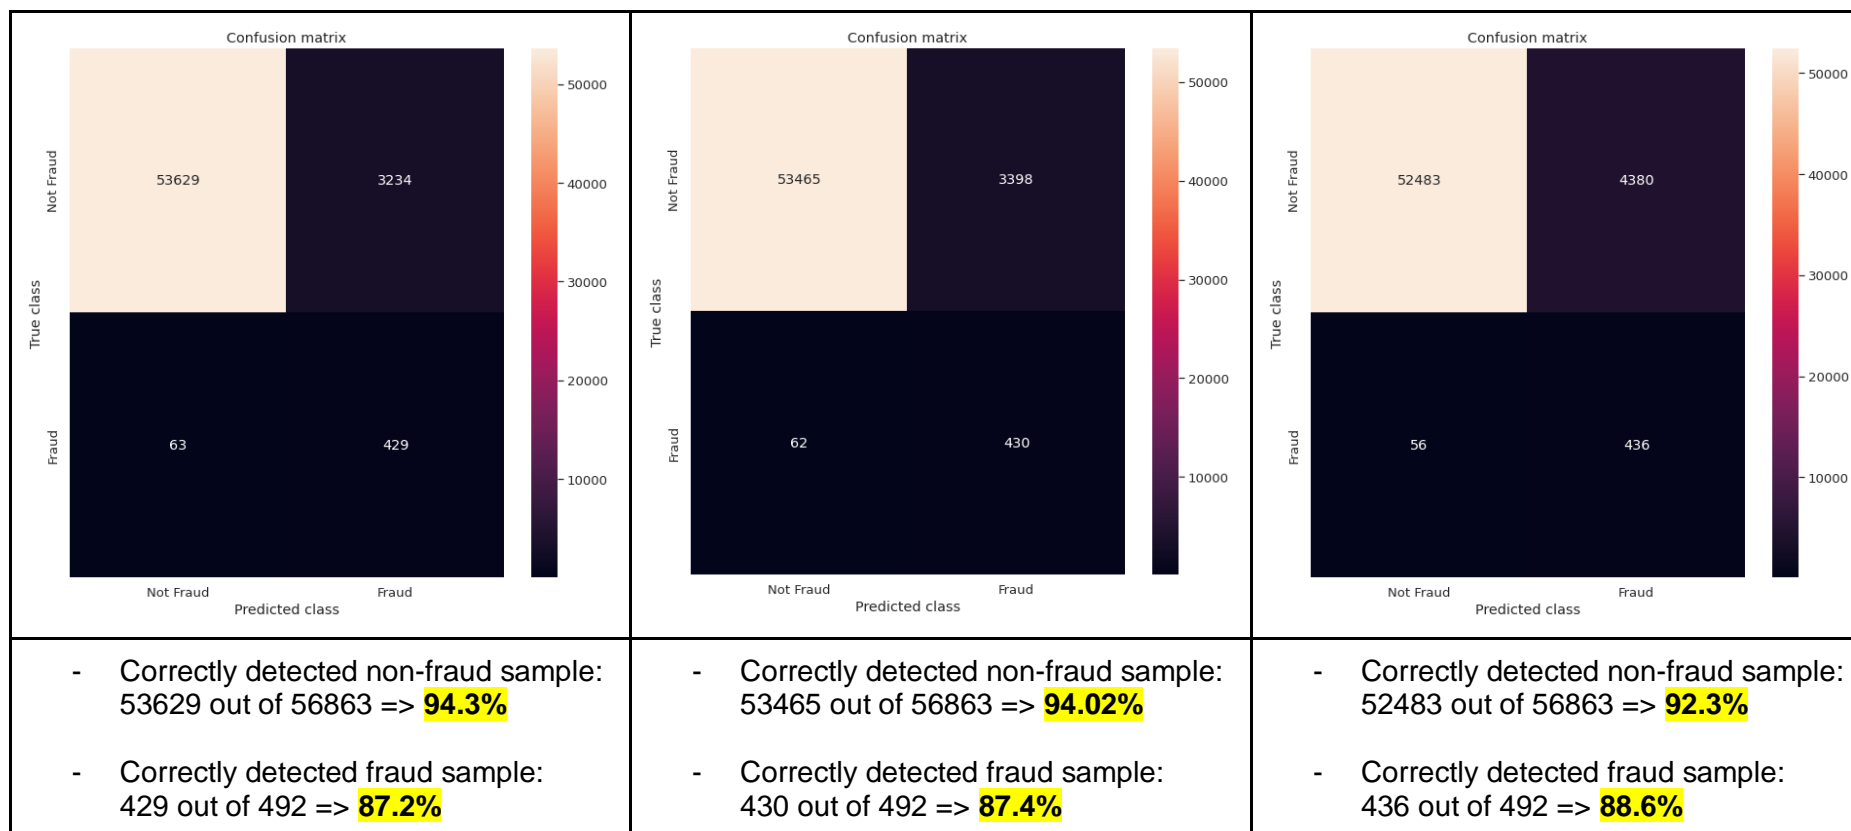 Confusion matrix
Not Fraud
Fraud
True class
53629
3234
63
429
50000
40000
30000
20000
10000
Not Fraud
Fraud
Predicted class
Confusion matrix
Not Fraud
Fraud
True class
53465
3398
62
430
50000
40000
30000
20000
10000
Not Fraud
Fraud
Predicted class
Confusion matrix
Not Fraud
Fraud
True class
52483
4380
56
436
50000
40000
30000
20000
10000
Not Fraud
Fraud
Predicted class
- Correctly detected non-fraud sample:
53629 out of 56863 => 94.3%
- Correctly detected fraud sample:
429 out of 492 => 87.2%
- Correctly detected non-fraud sample:
53465 out of 56863 => 94.02%
- Correctly detected fraud sample:
430 out of 492 => 87.4%
- Correctly detected non-fraud sample:
52483 out of 56863 => 92.3%
- Correctly detected fraud sample:
436 out of 492 => 88.6%